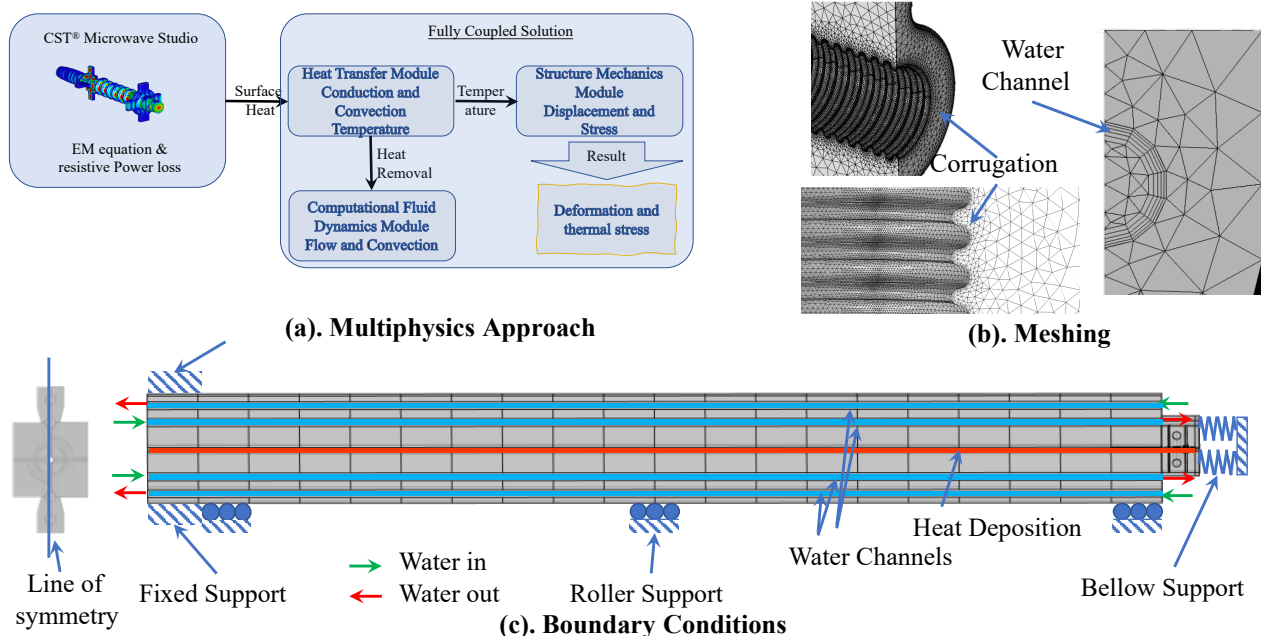 CST® Microwave Studio
EM equation &
resistive Power loss
Surface
Heat
Fully Coupled Solution
Heat Transfer Module
Conduction and
Convection
Temperature
Temper
ature
Structure Mechanics
Module
Displacement and
Stress
Heat
Removal
Result
Computational Fluid
Dynamics Module
Flow and Convection
Deformation and
thermal stress
(a). Multiphysics Approach
Water
Channel
Corrugation
(b). Meshing
Line of
symmetry
Fixed Support
Water in
Water out
Roller Support
Water Channels
Heat Deposition
Bellow Support
(c). Boundary Conditions